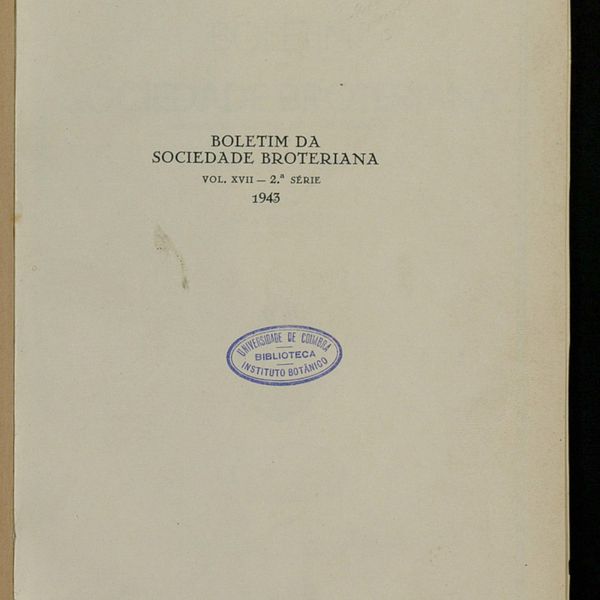 BOLETIM DA
SOCIEDADE BROTERIANA
VOL. XVII — 2.ª SÉRIE
1943
UNIVERSIDADE DE COIMBRA
BIBLIOTECA
INSTITUTO BOTÂNICO